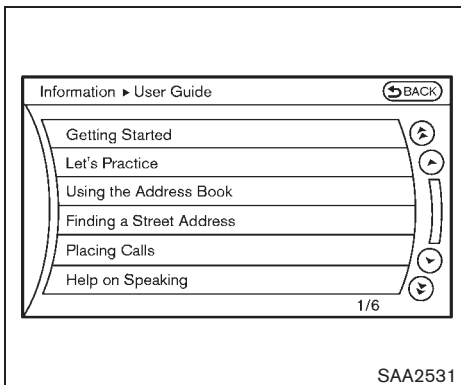 Information ▸ User Guide
BACK
Getting Started
Let's Practice
Using the Address Book
Finding a Street Address
Placing Calls
Help on Speaking
1/6
SAA2531